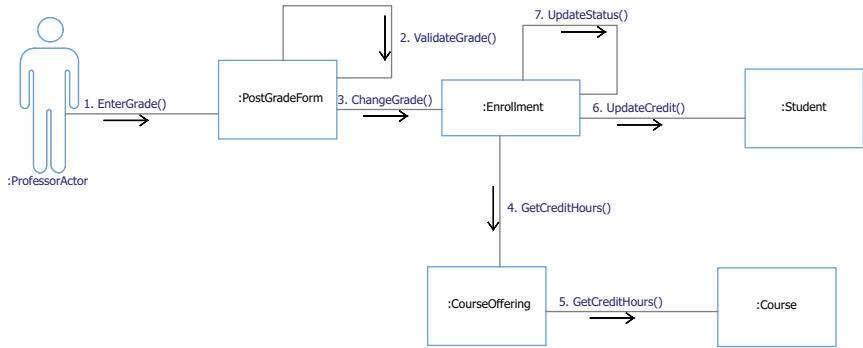 7. UpdateStatus()
2. ValidateGrade()
1. EnterGrade()
:PostGradeForm
3. ChangeGrade()
:Enrollment
6. UpdateCredit()
:Student
:ProfessorActor
4. GetCreditHours()
:CourseOffering
5. GetCreditHours()
:Course